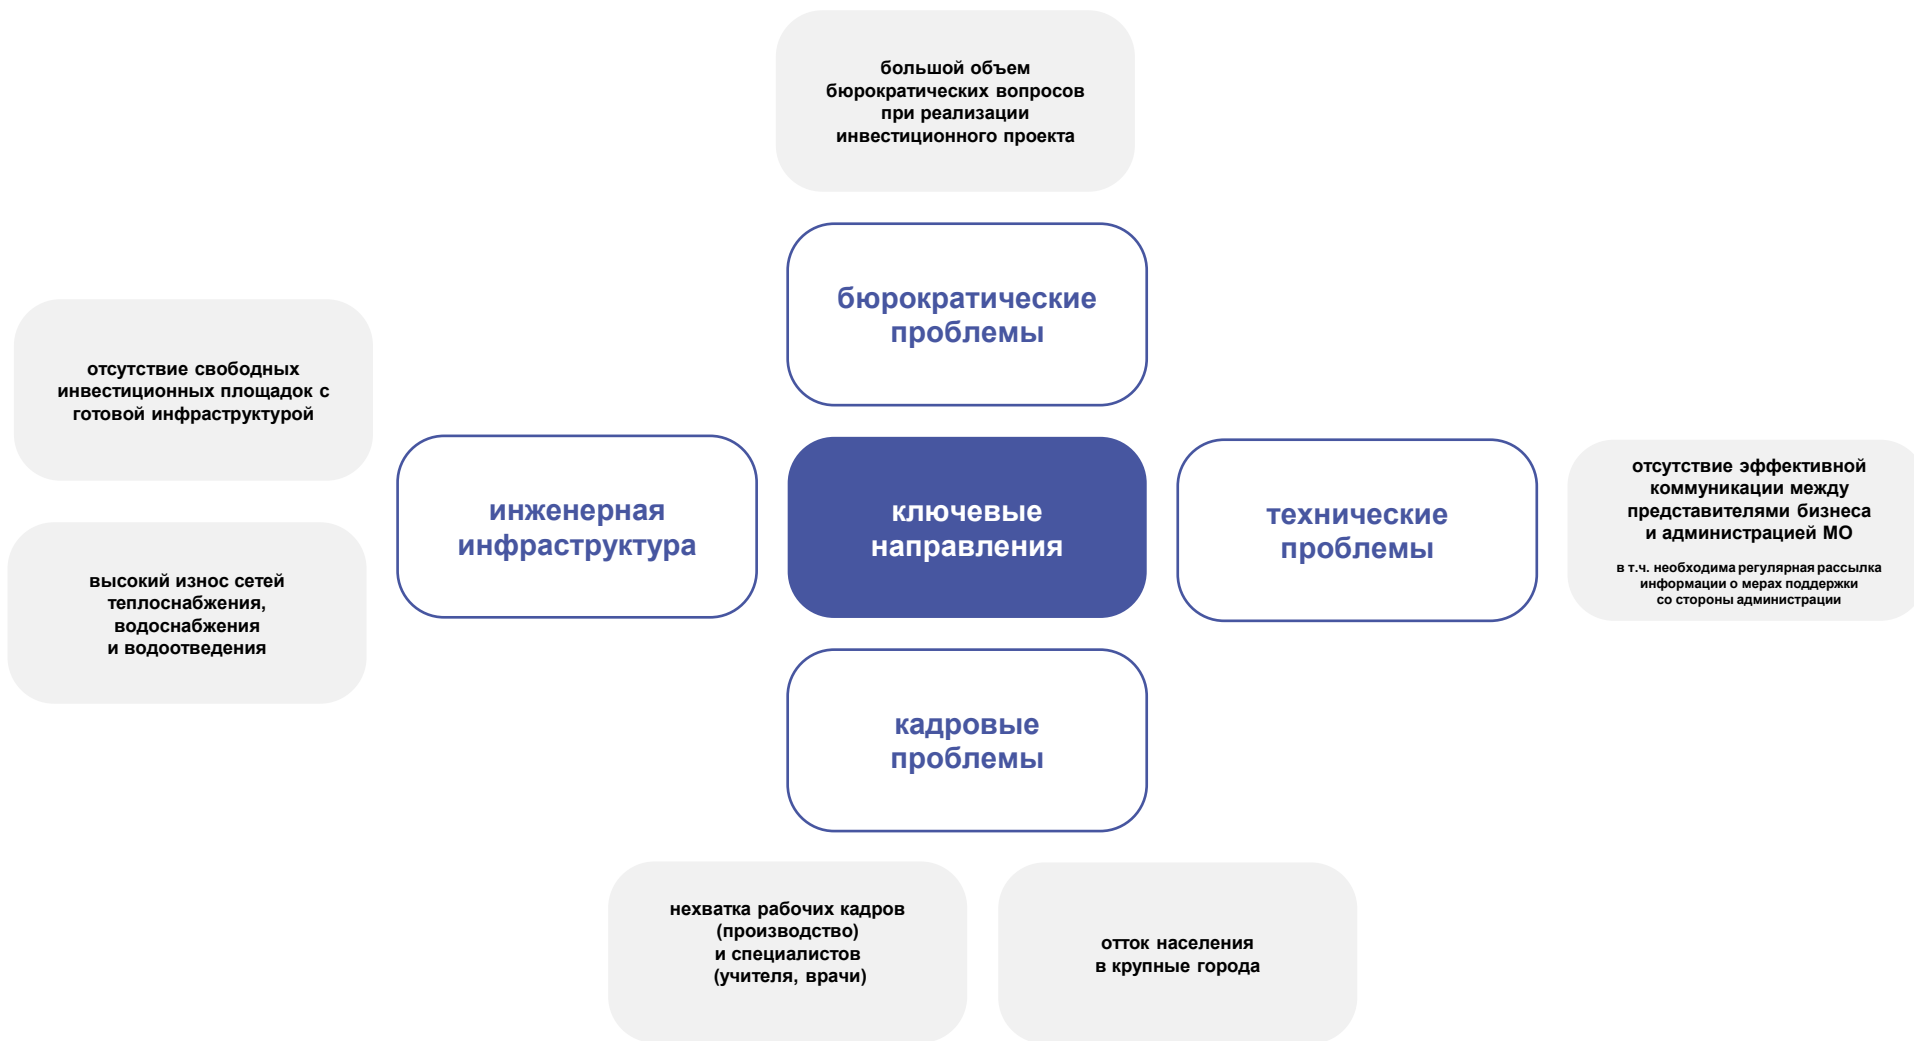 большой объем
бюрократических вопросов
при реализации
инвестиционного проекта
бюрократические
проблемы
отсутствие свободных
инвестиционных площадок с
готовой инфраструктурой
высокий износ сетей
теплоснабжения,
водоснабжения
и водоотведения
инженерная
инфраструктура
ключевые
направления
технические
проблемы
отсутствие эффективной
коммуникации между
представителями бизнеса
и администрацией МО
в т.ч. необходима регулярная рассылка
информации о мерах поддержки
со стороны администрации
кадровые
проблемы
нехватка рабочих кадров
(производство)
и специалистов
(учителя, врачи)
отток населения
в крупные города